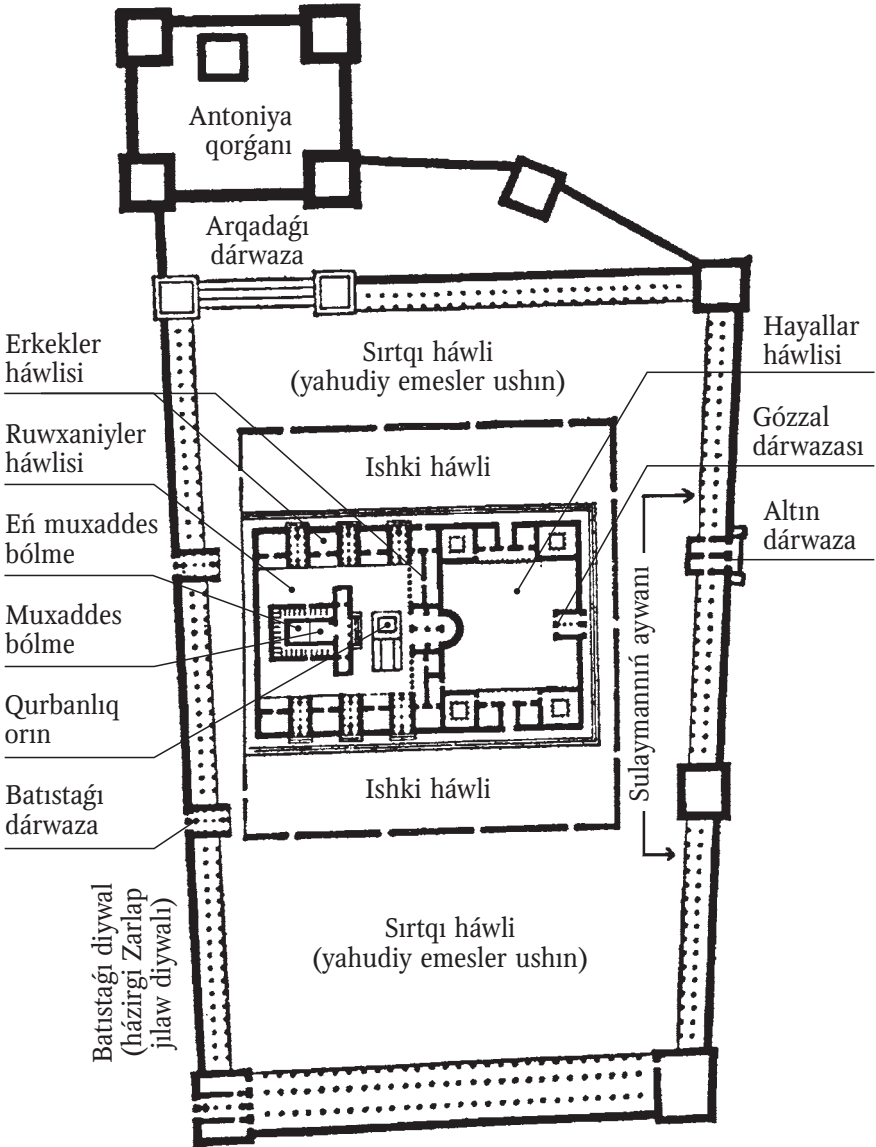 Antoniya
qorǵanı
Arqadaǵı
dárwaza
Erkekler
háwlisi
Ruwxaniyler
háwlisi
Eń muxaddes
bólme
Muxaddes
bólme
Qurbanlıq
orın
Batıstaǵı
dárwaza
Batıstaǵı diywal
(házirgi Zarlap
jılaw diywalı)
Sırtqı háwli
(yahudiy emesler ushın)
Ishki háwli
Ishki háwli
Sırtqı háwli
(yahudiy emesler ushın)
Hayallar
háwlisi
Gózzal
dárwazası
Altın
dárwaza
Sulaymannıń aywanı